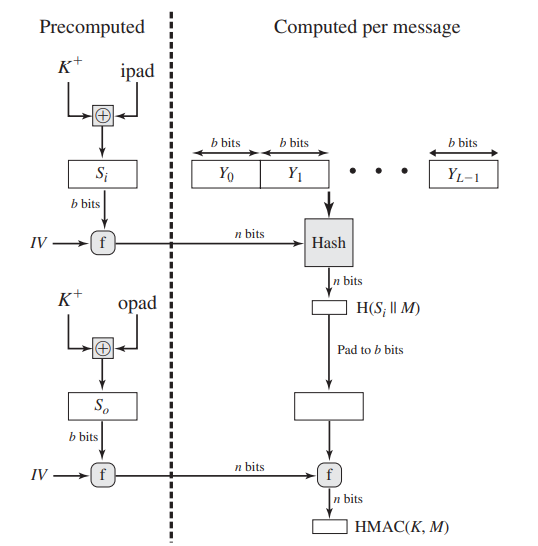 Precomputed
Computed per message
K+ ipad
b bits b bits b bits
Si Y0 Y1 • • • YL−1
b bits
IV f n bits Hash
n bits
K+ opad H(Si || M)
Pad to b bits
So
b bits
IV f n bits f
n bits
HMAC(K, M)